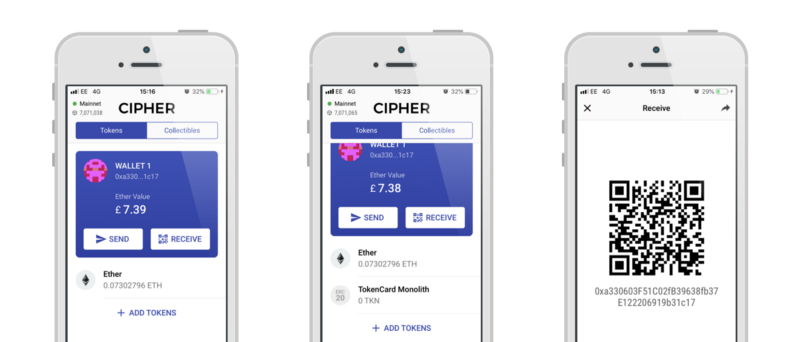 EE 4G 15:16 32%
Mainnet
7,071,038
CIPHER
Tokens Collectibles
WALLET 1
0xa330...1c17
Ether Value
£ 7.39
SEND RECEIVE
Ether
0.07302796 ETH
+ ADD TOKENS
EE 4G 15:23 32%
Mainnet
7,071,065
CIPHER
Tokens Collectibles
WALLET 1
0xa330...1c17
Ether Value
£ 7.38
SEND RECEIVE
Ether
0.07302796 ETH
ERC
20
TokenCard Monolith
0 TKN
+ ADD TOKENS
EE 4G 15:13 29%
Receive
0xa330603F51C02fB39638fb37
E122206919b31c17